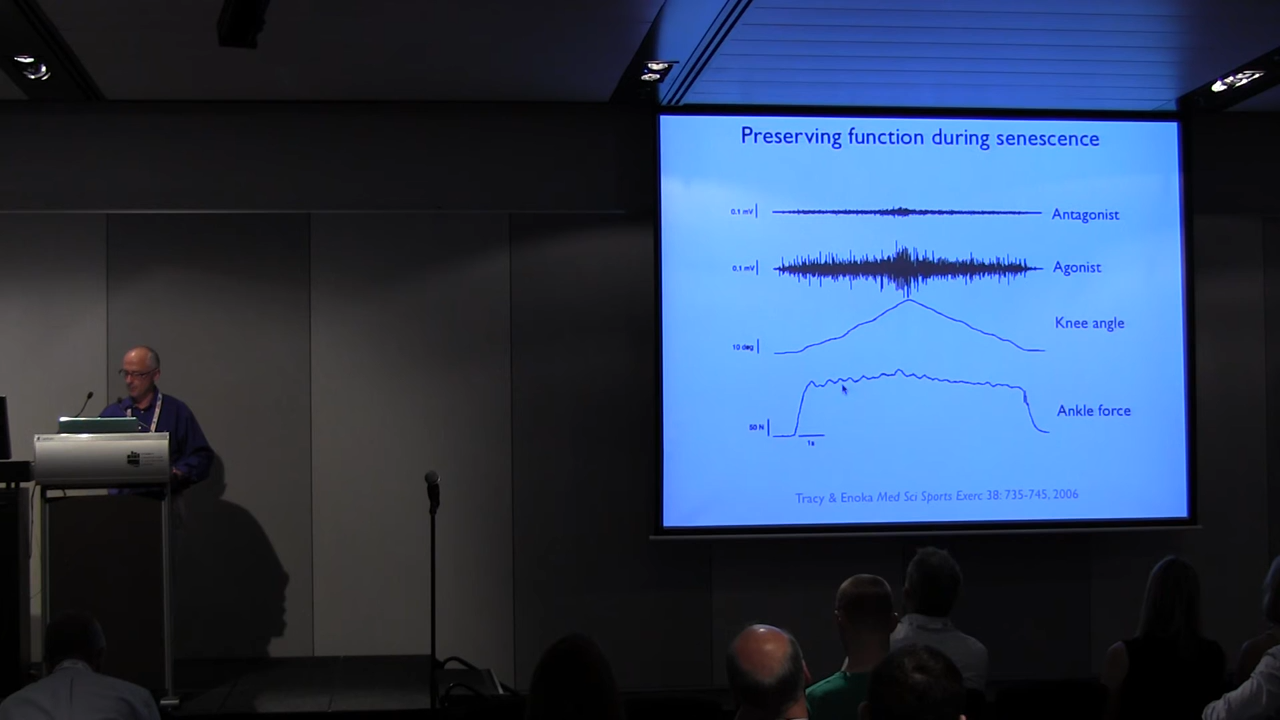 Preserving function during senescence
0.1 mV
Antagonist
0.1 mV
Agonist
Knee angle
10 deg
Ankle force
50 N
1s
Tracy & Enoka Med Sci Sports Exerc 38: 735-745, 2006